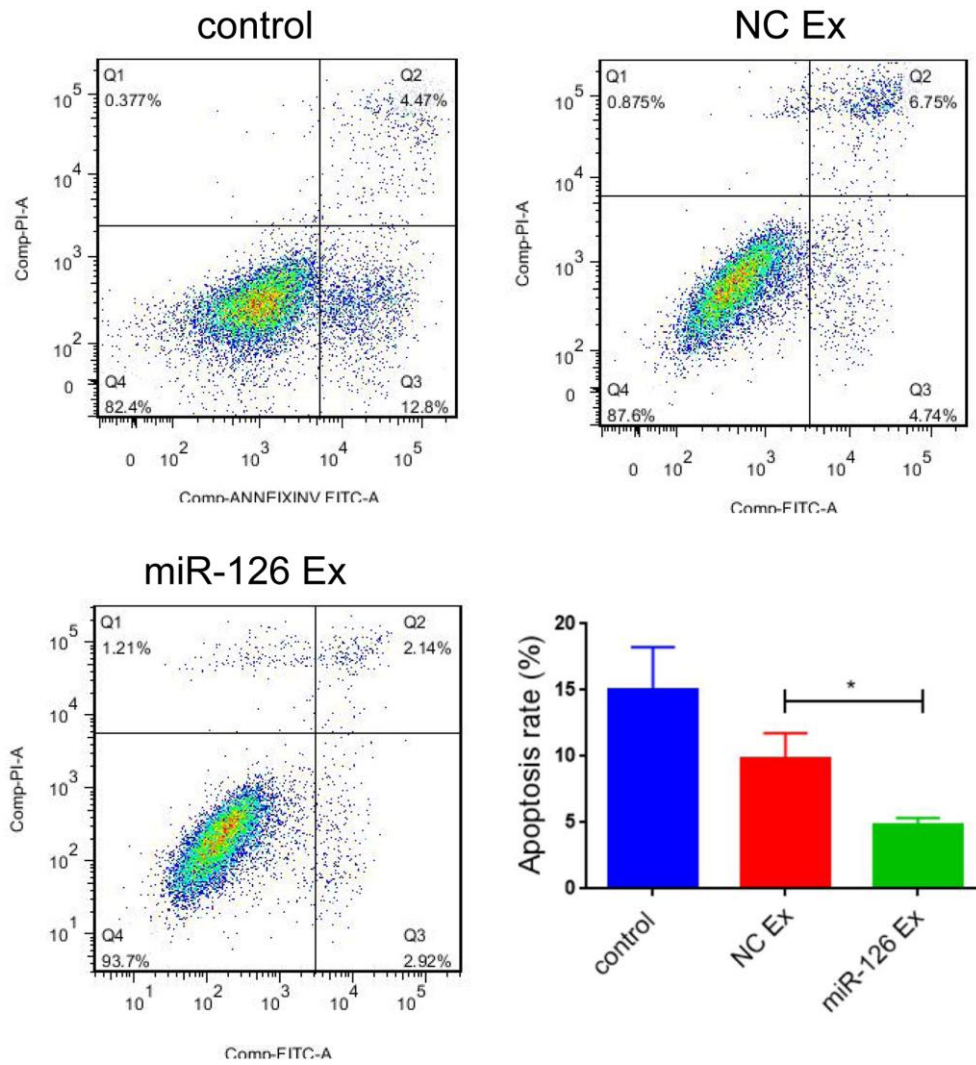 control
Q1
0.377%
Q2
4.47%
10^5
10^4
10^3
10^2
0
Comp-PI-A
Q4
82.4%
Q3
12.8%
0 10^2 10^3 10^4 10^5
Comp-ANNEIXINV FITC-A
NC Ex
Q1
0.875%
Q2
6.75%
10^5
10^4
10^3
10^2
0
Comp-PI-A
Q4
87.6%
Q3
4.74%
0 10^2 10^3 10^4 10^5
Comp-FITC-A
miR-126 Ex
Q1
1.21%
Q2
2.14%
10^5
10^4
10^3
10^2
10^1
Comp-PI-A
Q4
93.7%
Q3
2.92%
10^1 10^2 10^3 10^4 10^5
Comp-FITC-A
Apoptosis rate (%)
20
15
10
5
0
*
control
NC Ex
miR-126 Ex